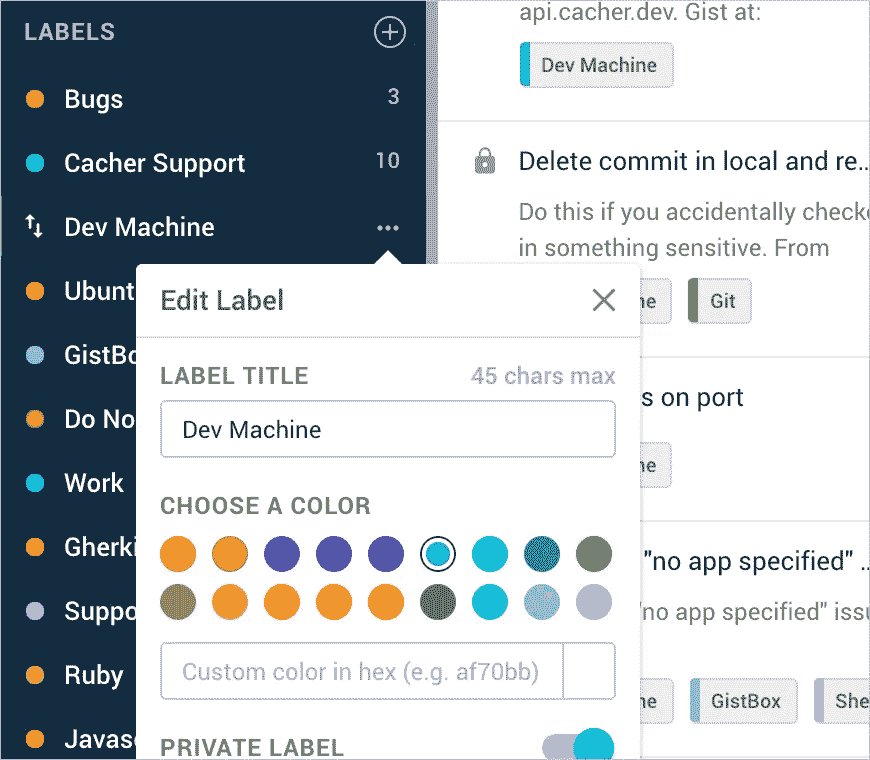 LABELS
Bugs 3
Cacher Support 10
Dev Machine
Ubunt
GistBo
Do No
Work
Gherki
Suppo
Ruby
Javas
Edit Label
LABEL TITLE 45 chars max
Dev Machine
CHOOSE A COLOR
Custom color in hex (e.g. af70bb)
PRIVATE LABEL
api.cacher.dev. Gist at:
Dev Machine
Delete commit in local and re...
Do this if you accidentally checke
in something sensitive. From
ne Git
s on port
ne
"no app specified" ...
"no app specified" issu
ne GistBox She